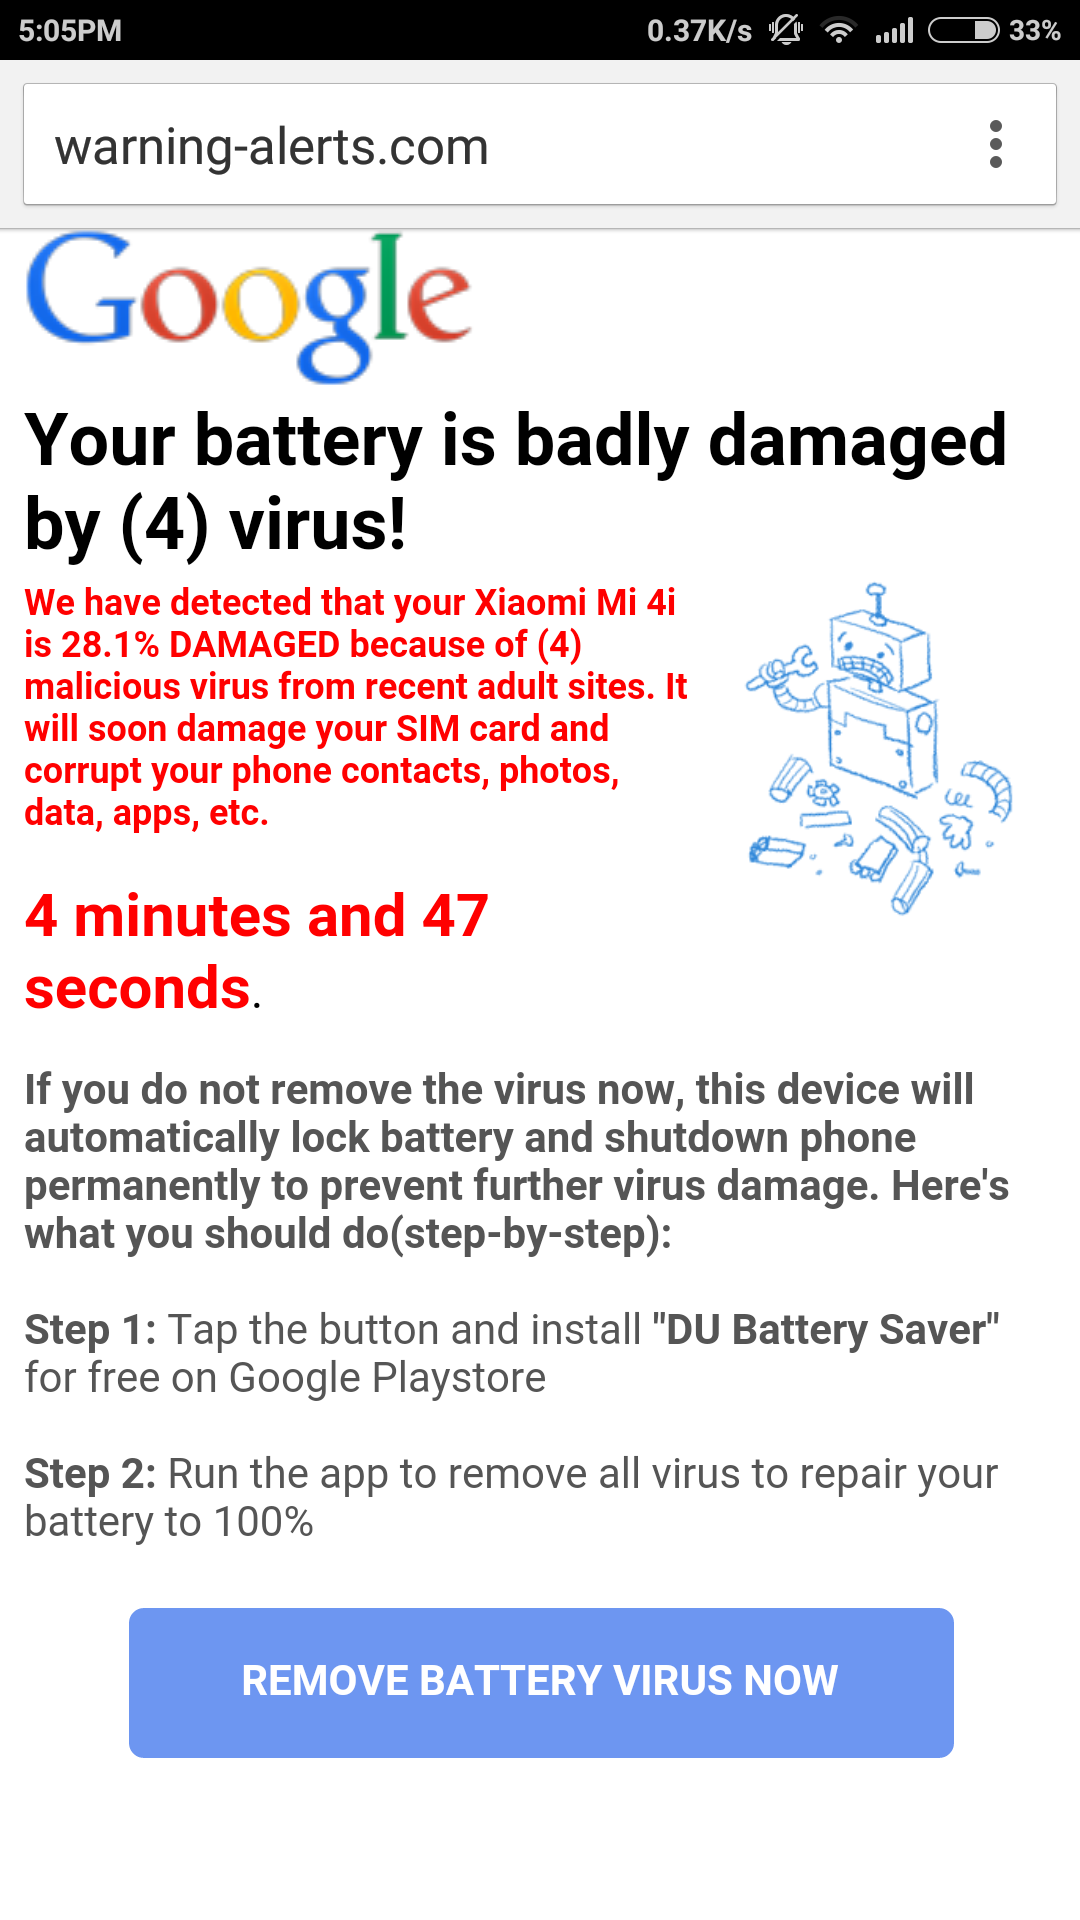 5:05PM 0.37K/s 33%
warning-alerts.com
Google
Your battery is badly damaged
by (4) virus!
We have detected that your Xiaomi Mi 4i
is 28.1% DAMAGED because of (4)
malicious virus from recent adult sites. It
will soon damage your SIM card and
corrupt your phone contacts, photos,
data, apps, etc.
4 minutes and 47
seconds.
If you do not remove the virus now, this device will
automatically lock battery and shutdown phone
permanently to prevent further virus damage. Here's
what you should do(step-by-step):
Step 1: Tap the button and install "DU Battery Saver"
for free on Google Playstore
Step 2: Run the app to remove all virus to repair your
battery to 100%
REMOVE BATTERY VIRUS NOW